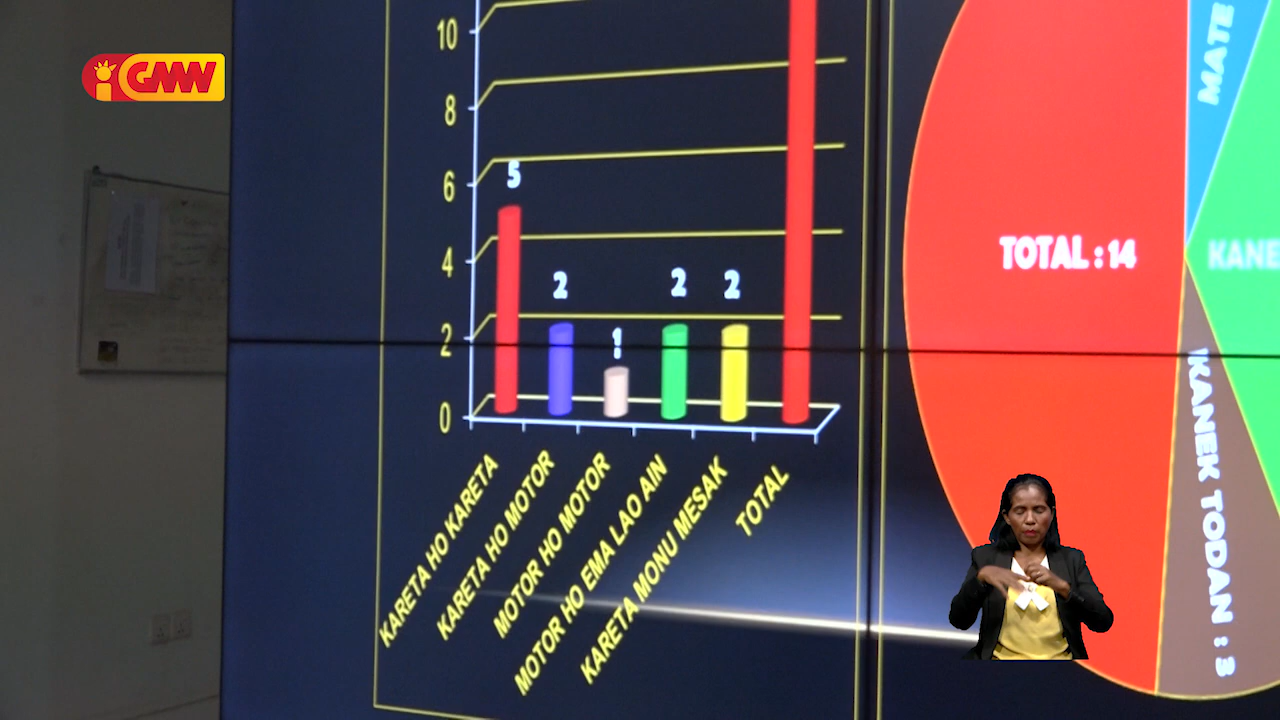 GMW
10
8
6
4
2
0
5
2
1
2
2
KARETA HO KARETA
KARETA HO MOTOR
MOTOR HO MOTOR
MOTOR HO EMA LAO AIN
KARETA MONU MESAK
TOTAL
MATE
TOTAL : 14
KANE
KANEK TODAN : 3